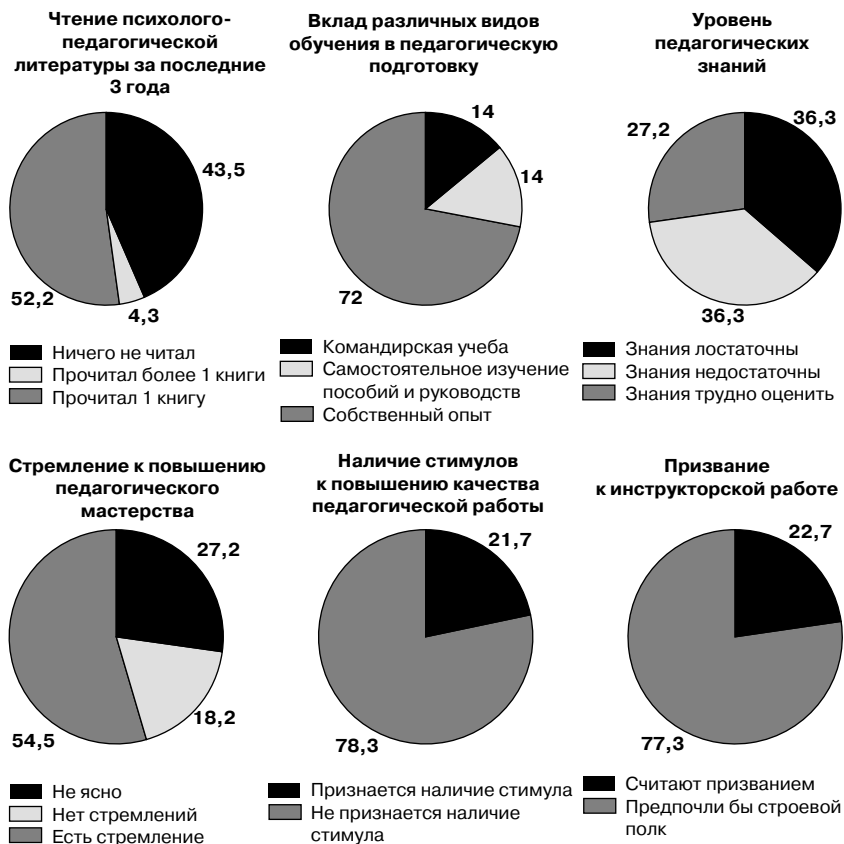 Чтение психолого-
педагогической
литературы за последние
3 года
43,5
4,3
52,2
Ничего не читал
Прочитал более 1 книги
Прочитал 1 книгу
Вклад различных видов
обучения в педагогическую
подготовку
14
14
72
Командирская учеба
Самостоятельное изучение
пособий и руководств
Собственный опыт
Уровень
педагогических
знаний
36,3
36,3
27,2
Знания лостаточны
Знания недостаточны
Знания трудно оценить
Стремление к повышению
педагогического
мастерства
27,2
18,2
54,5
Не ясно
Нет стремлений
Есть стремление
Наличие стимулов
к повышению качества
педагогической работы
21,7
78,3
Признается наличие стимула
Не признается наличие
стимула
Призвание
к инструкторской работе
22,7
77,3
Считают призванием
Предпочли бы строевой
полк